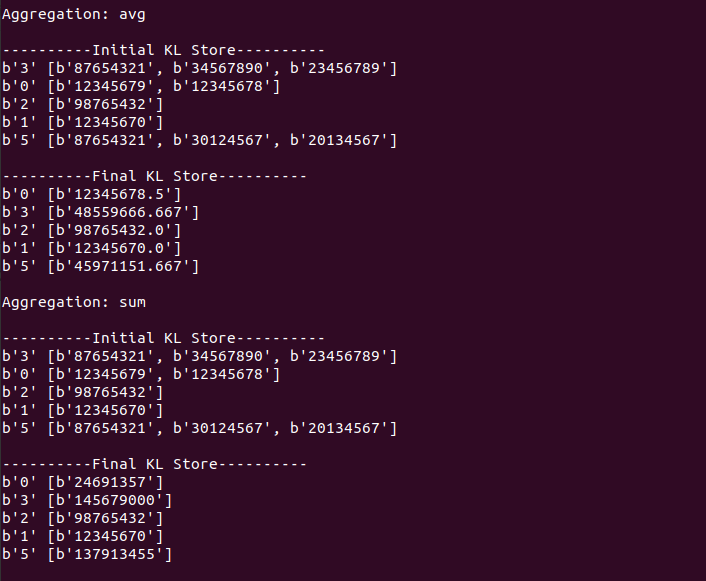 Aggregation: avg
----------Initial KL Store----------
b'3' [b'87654321', b'34567890', b'23456789']
b'0' [b'12345679', b'12345678']
b'2' [b'98765432']
b'1' [b'12345670']
b'5' [b'87654321', b'30124567', b'20134567']
----------Final KL Store----------
b'0' [b'12345678.5']
b'3' [b'48559666.667']
b'2' [b'98765432.0']
b'1' [b'12345670.0']
b'5' [b'45971151.667']
Aggregation: sum
----------Initial KL Store----------
b'3' [b'87654321', b'34567890', b'23456789']
b'0' [b'12345679', b'12345678']
b'2' [b'98765432']
b'1' [b'12345670']
b'5' [b'87654321', b'30124567', b'20134567']
----------Final KL Store----------
b'0' [b'24691357']
b'3' [b'145679000']
b'2' [b'98765432']
b'1' [b'12345670']
b'5' [b'137913455']